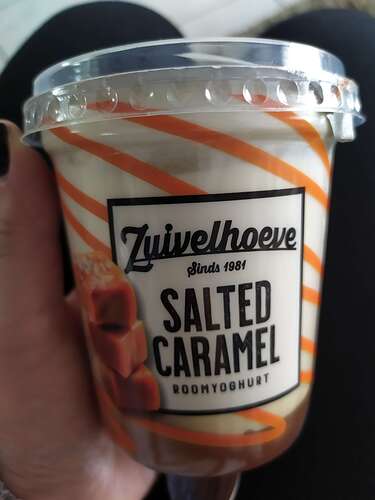 Zuivelhoeve
Sinds 1981
SALTED
CARAMEL
ROOMYOGHURT